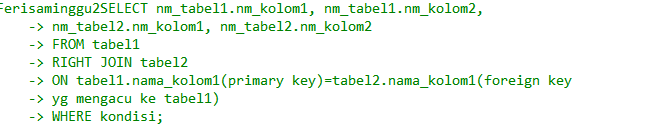 Ferisaminggu2SELECT nm_tabel1.nm_kolom1, nm_tabel1.nm_kolom2,
-> nm_tabel2.nm_kolom1, nm_tabel2.nm_kolom2
-> FROM tabel1
-> RIGHT JOIN tabel2
-> ON tabel1.nama_kolom1(primary key)=tabel2.nama_kolom1(foreign key
-> yg mengacu ke tabel1)
-> WHERE kondisi;